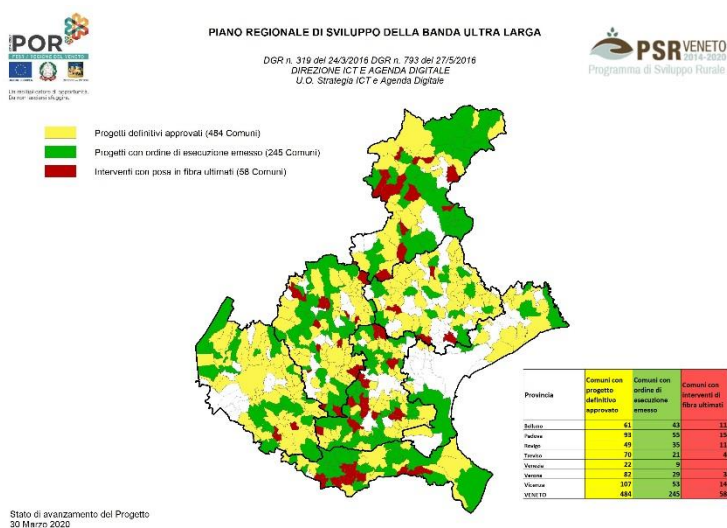 POR
FESR REGIONE DEL VENETO
PIANO REGIONALE DI SVILUPPO DELLA BANDA ULTRA LARGA
DGR n. 319 del 24/3/2016 DGR n. 793 del 27/5/2016
DIREZIONE ICT E AGENDA DIGITALE
U.O. Strategia ICT e Agenda Digitale
PSR VENETO
2014-2020
Programma di Sviluppo Rurale
Progetti definitivi approvati (484 Comuni)
Progetti con ordine di esecuzione emesso (245 Comuni)
Interventi con posa in fibra ultimati (58 Comuni)
Provincia Comuni con progetto definitivo approvato Comuni con ordine di esecuzione emesso Comuni con interventi di fibra ultimati
Belluno 61 43 11
Padova 93 55 15
Rovigo 49 35 11
Treviso 70 21 4
Venezia 22 9
Verona 82 29 3
Vicenza 107 53 14
VENETO 484 245 58
Stato di avanzamento del Progetto
30 Marzo 2020